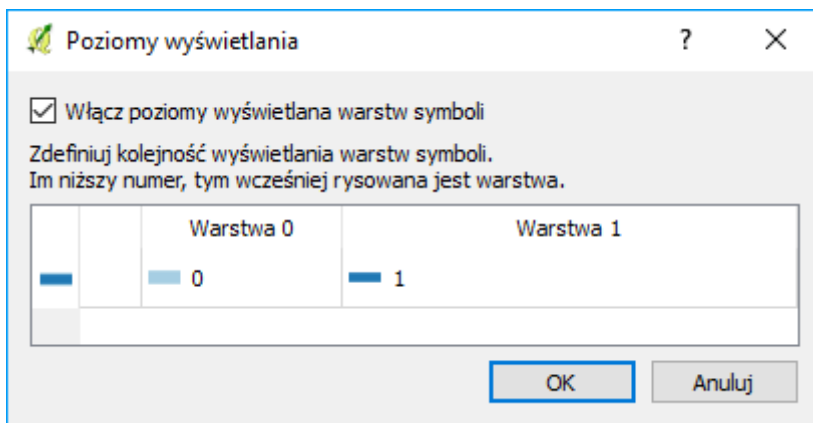 Poziomy wyświetlania
Włącz poziomy wyświetlana warstw symboli
Zdefiniuj kolejność wyświetlania warstw symboli.
Im niższy numer, tym wcześniej rysowana jest warstwa.
Warstwa 0 Warstwa 1
0 1
OK Anuluj